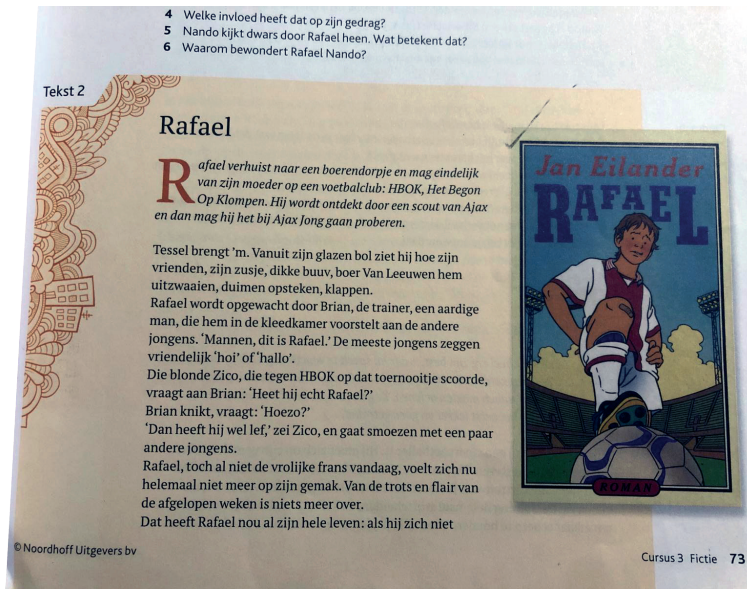 4 Welke invloed heeft dat op zijn gedrag?
5 Nando kijkt dwars door Rafael heen. Wat betekent dat?
6 Waarom bewondert Rafael Nando?
Tekst 2
Rafael
Rafael verhuist naar een boerendorpje en mag eindelijk
van zijn moeder op een voetbalclub: HBOK, Het Begon
Op Klompen. Hij wordt ontdekt door een scout van Ajax
en dan mag hij het bij Ajax Jong gaan proberen.
Tessel brengt 'm. Vanuit zijn glazen bol ziet hij hoe zijn
vrienden, zijn zusje, dikke buuv, boer Van Leeuwen hem
uitzwaaien, duimen opsteken, klappen.
Rafael wordt opgewacht door Brian, de trainer, een aardige
man, die hem in de kleedkamer voorstelt aan de andere
jongens. 'Mannen, dit is Rafael.' De meeste jongens zeggen
vriendelijk 'hoi' of 'hallo'.
Die blonde Zico, die tegen HBOK op dat toernooitje scoorde,
vraagt aan Brian: 'Heet hij echt Rafael?'
Brian knikt, vraagt: 'Hoezo?'
'Dan heeft hij wel lef,' zei Zico, en gaat smoezen met een paar
andere jongens.
Rafael, toch al niet de vrolijke frans vandaag, voelt zich nu
helemaal niet meer op zijn gemak. Van de trots en flair van
de afgelopen weken is niets meer over.
Dat heeft Rafael nou al zijn hele leven: als hij zich niet
Jan Eilander
RAFAEL
ROMAN
© Noordhoff Uitgevers bv
Cursus 3 Fictie 73